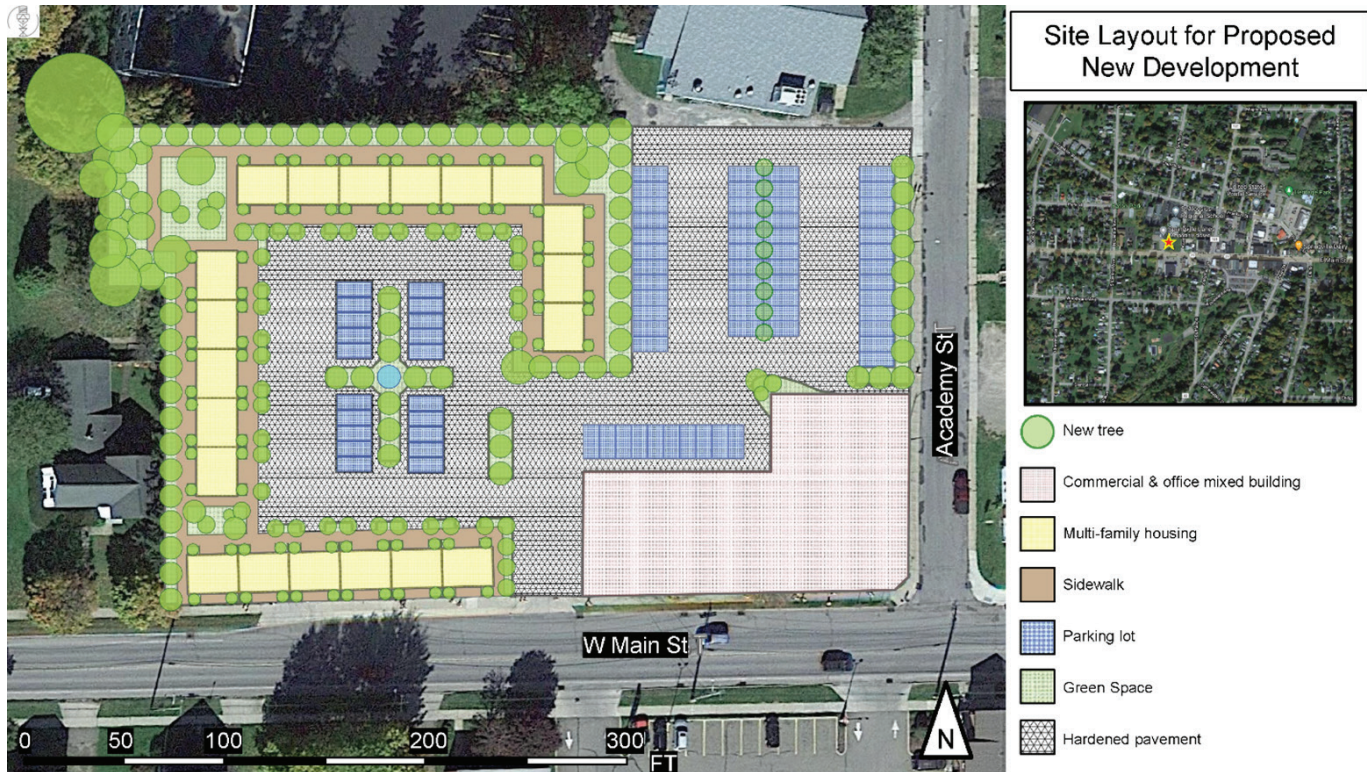 Site Layout for Proposed
New Development
New tree
Commercial & office mixed building
Multi-family housing
Sidewalk
Parking lot
Green Space
Hardened pavement
Academy St
W Main St
0 50 100 200 300
FT
N